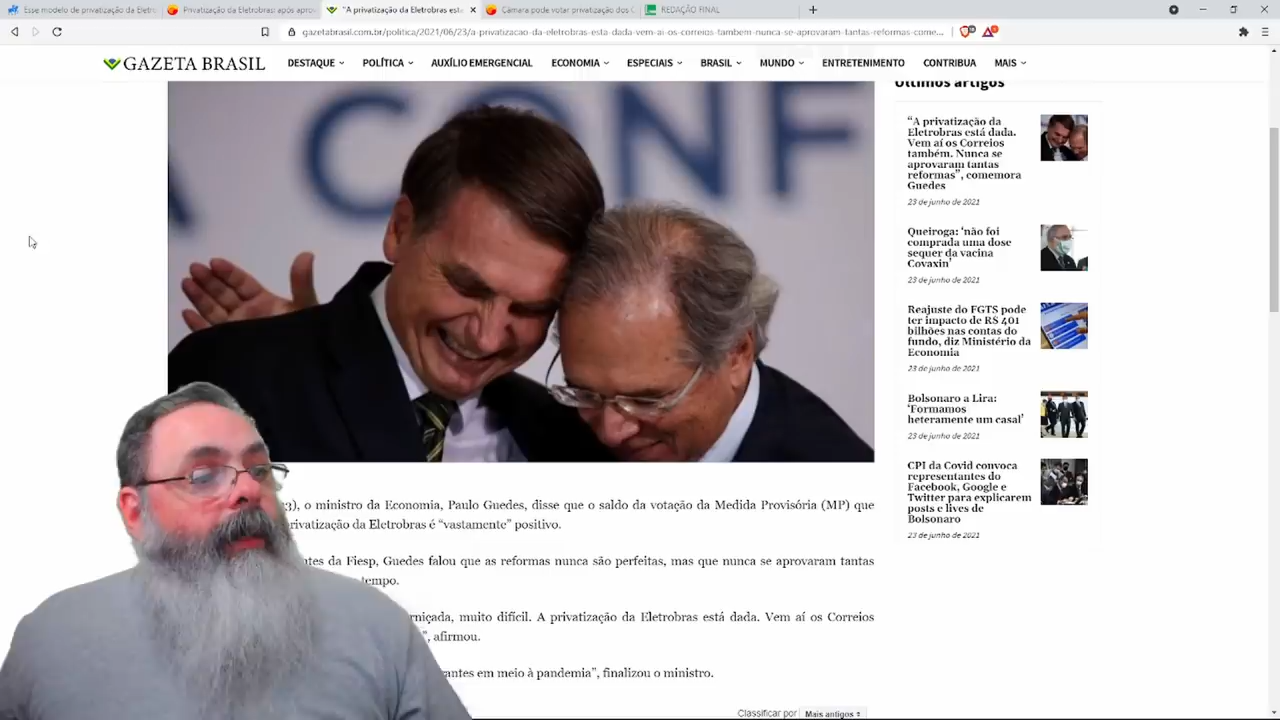 Esse modelo de privatização da Eletro
Privatização da Eletrobras: após aprov
"A privatização da Eletrobras está
Câmara pode votar privatização dos C
REDAÇÃO FINAL
gazetabrasil.com.br/politica/2021/06/23/a-privatizacao-da-eletrobras-esta-dada-vem-ai-os-correios-tambem-nunca-se-aprovaram-tantas-reformas-come...
GAZETA BRASIL
DESTAQUE
POLÍTICA
AUXÍLIO EMERGENCIAL
ECONOMIA
ESPECIAIS
BRASIL
MUNDO
ENTRETENIMENTO
CONTRIBUA
MAIS
CONF
23), o ministro da Economia, Paulo Guedes, disse que o saldo da votação da Medida Provisória (MP) que
privatização da Eletrobras é “vastamente” positivo.
ntes da Fiesp, Guedes falou que as reformas nunca são perfeitas, mas que nunca se aprovaram tantas
tempo.
rniçada, muito difícil. A privatização da Eletrobras está dada. Vem aí os Correios
”, afirmou.
antes em meio à pandemia”, finalizou o ministro.
Classificar por Mais antigos
Últimos artigos
“A privatização da
Eletrobras está dada.
Vem aí os Correios
também. Nunca se
aprovaram tantas
reformas”, comemora
Guedes
23 de junho de 2021
Queiroga: ‘não foi
comprada uma dose
sequer da vacina
Covaxin’
23 de junho de 2021
Reajuste do FGTS pode
ter impacto de R$ 401
bilhões nas contas do
fundo, diz Ministério da
Economia
23 de junho de 2021
Bolsonaro a Lira:
‘Formamos
heteramente um casal’
23 de junho de 2021
CPI da Covid convoca
representantes do
Facebook, Google e
Twitter para explicarem
posts e lives de
Bolsonaro
23 de junho de 2021